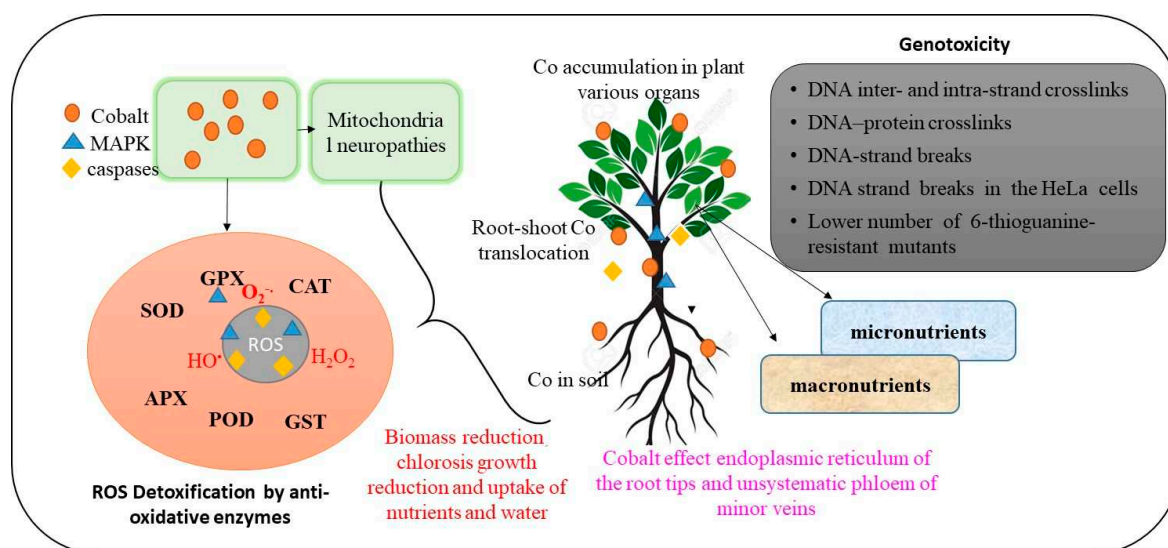 Genotoxicity
Co accumulation in plant
various organs
Cobalt
MAPK
caspases
Mitochondria
l neuropathies
• DNA inter- and intra-strand crosslinks
• DNA–protein crosslinks
• DNA-strand breaks
• DNA strand breaks in the HeLa cells
• Lower number of 6-thioguanine-
resistant mutants
Root-shoot Co
translocation
GPX
CAT
SOD
O₂⁻·
ROS
HO•
H₂O₂
APX
POD
GST
Co in soil
micronutrients
macronutrients
ROS Detoxification by anti-
oxidative enzymes
Biomass reduction
chlorosis growth
reduction and uptake of
nutrients and water
Cobalt effect endoplasmic reticulum of
the root tips and unsystematic phloem of
minor veins